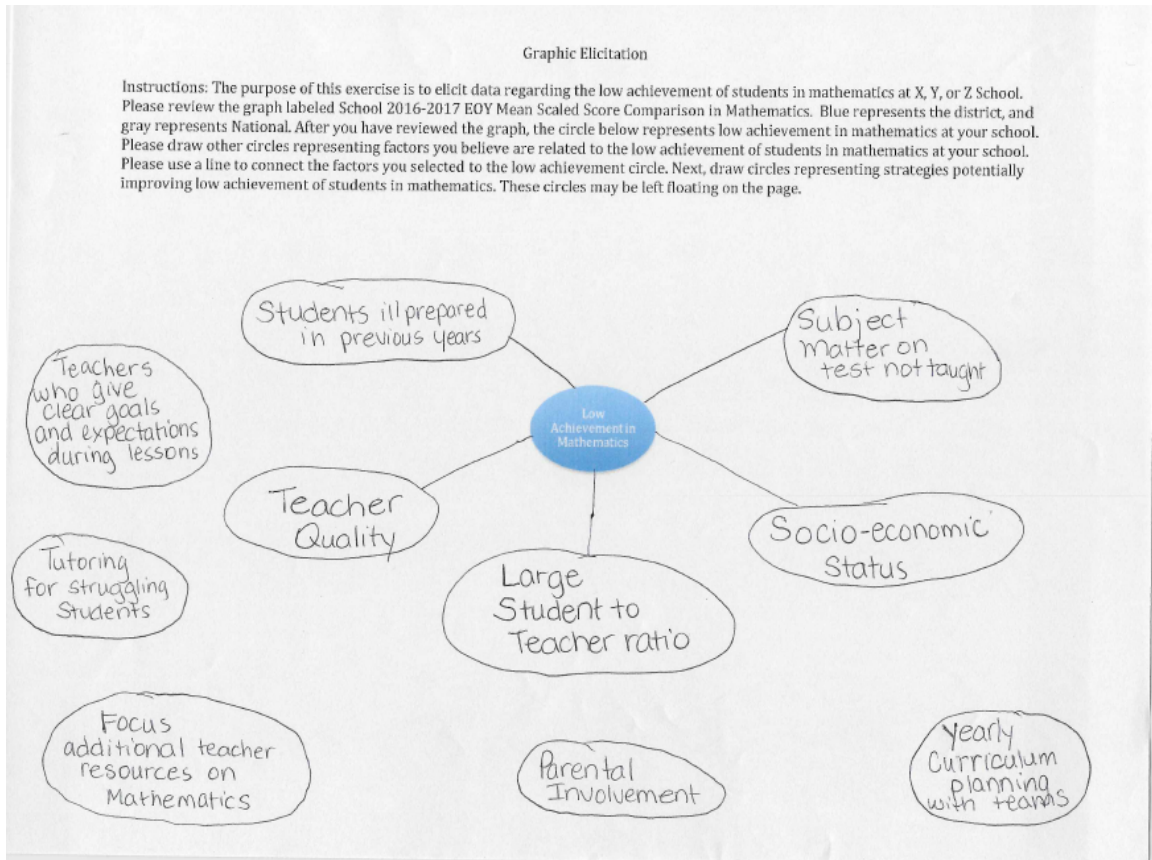 Graphic Elicitation
Instructions: The purpose of this exercise is to elicit data regarding the low achievement of students in mathematics at X, Y, or Z School.
Please review the graph labeled School 2016-2017 EOY Mean Scaled Score Comparison in Mathematics. Blue represents the district, and
gray represents National. After you have reviewed the graph, the circle below represents low achievement in mathematics at your school.
Please draw other circles representing factors you believe are related to the low achievement of students in mathematics at your school.
Please use a line to connect the factors you selected to the low achievement circle. Next, draw circles representing strategies potentially
improving low achievement of students in mathematics. These circles may be left floating on the page.
Students ill prepared
in previous years
Subject
Matter on
test not taught
Teachers
who give
clear goals
and expectations
during lessons
Low
Achievement in
Mathematics
Teacher
Quality
Socio-economic
Status
Tutoring
for struggling
Students
Large
Student to
Teacher ratio
Focus
additional teacher
resources on
Mathematics
Parental
Involvement
Yearly
Curriculum
planning
with teams